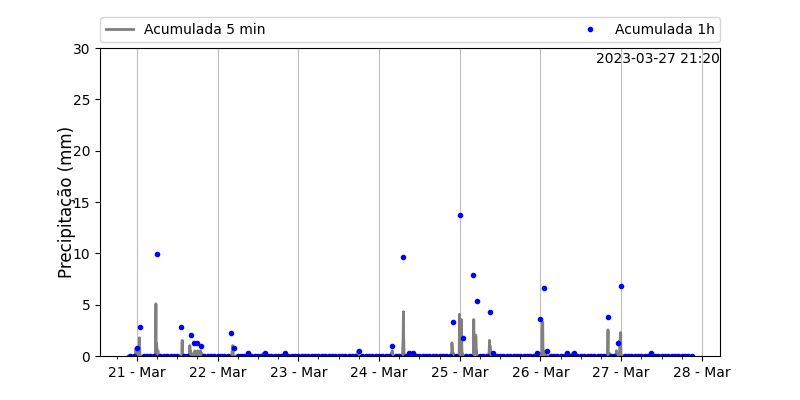 Acumulada 5 min
Acumulada 1h
2023-03-27 21:20
Precipitação (mm)
30
25
20
15
10
5
0
21 - Mar
22 - Mar
23 - Mar
24 - Mar
25 - Mar
26 - Mar
27 - Mar
28 - Mar